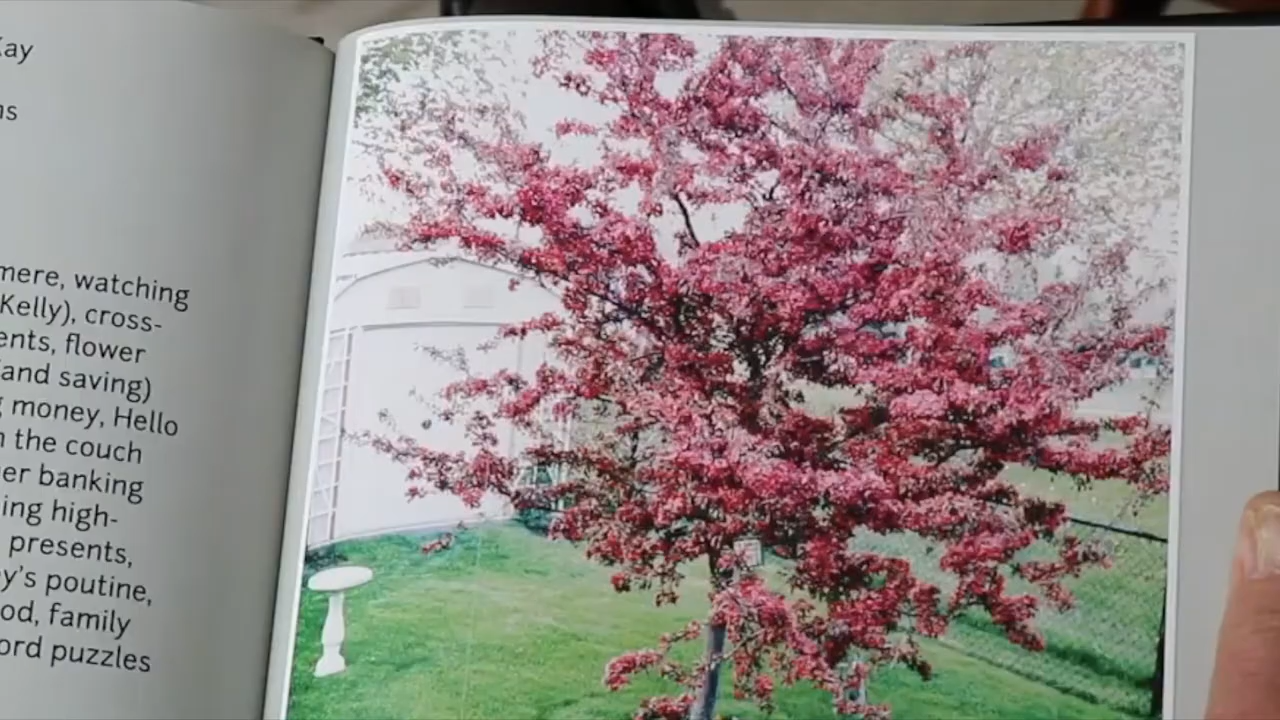 Kay
ns
mere, watching
Kelly), cross-
ents, flower
(and saving)
g money, Hello
n the couch
er banking
ing high-
presents,
y's poutine,
od, family
ord puzzles